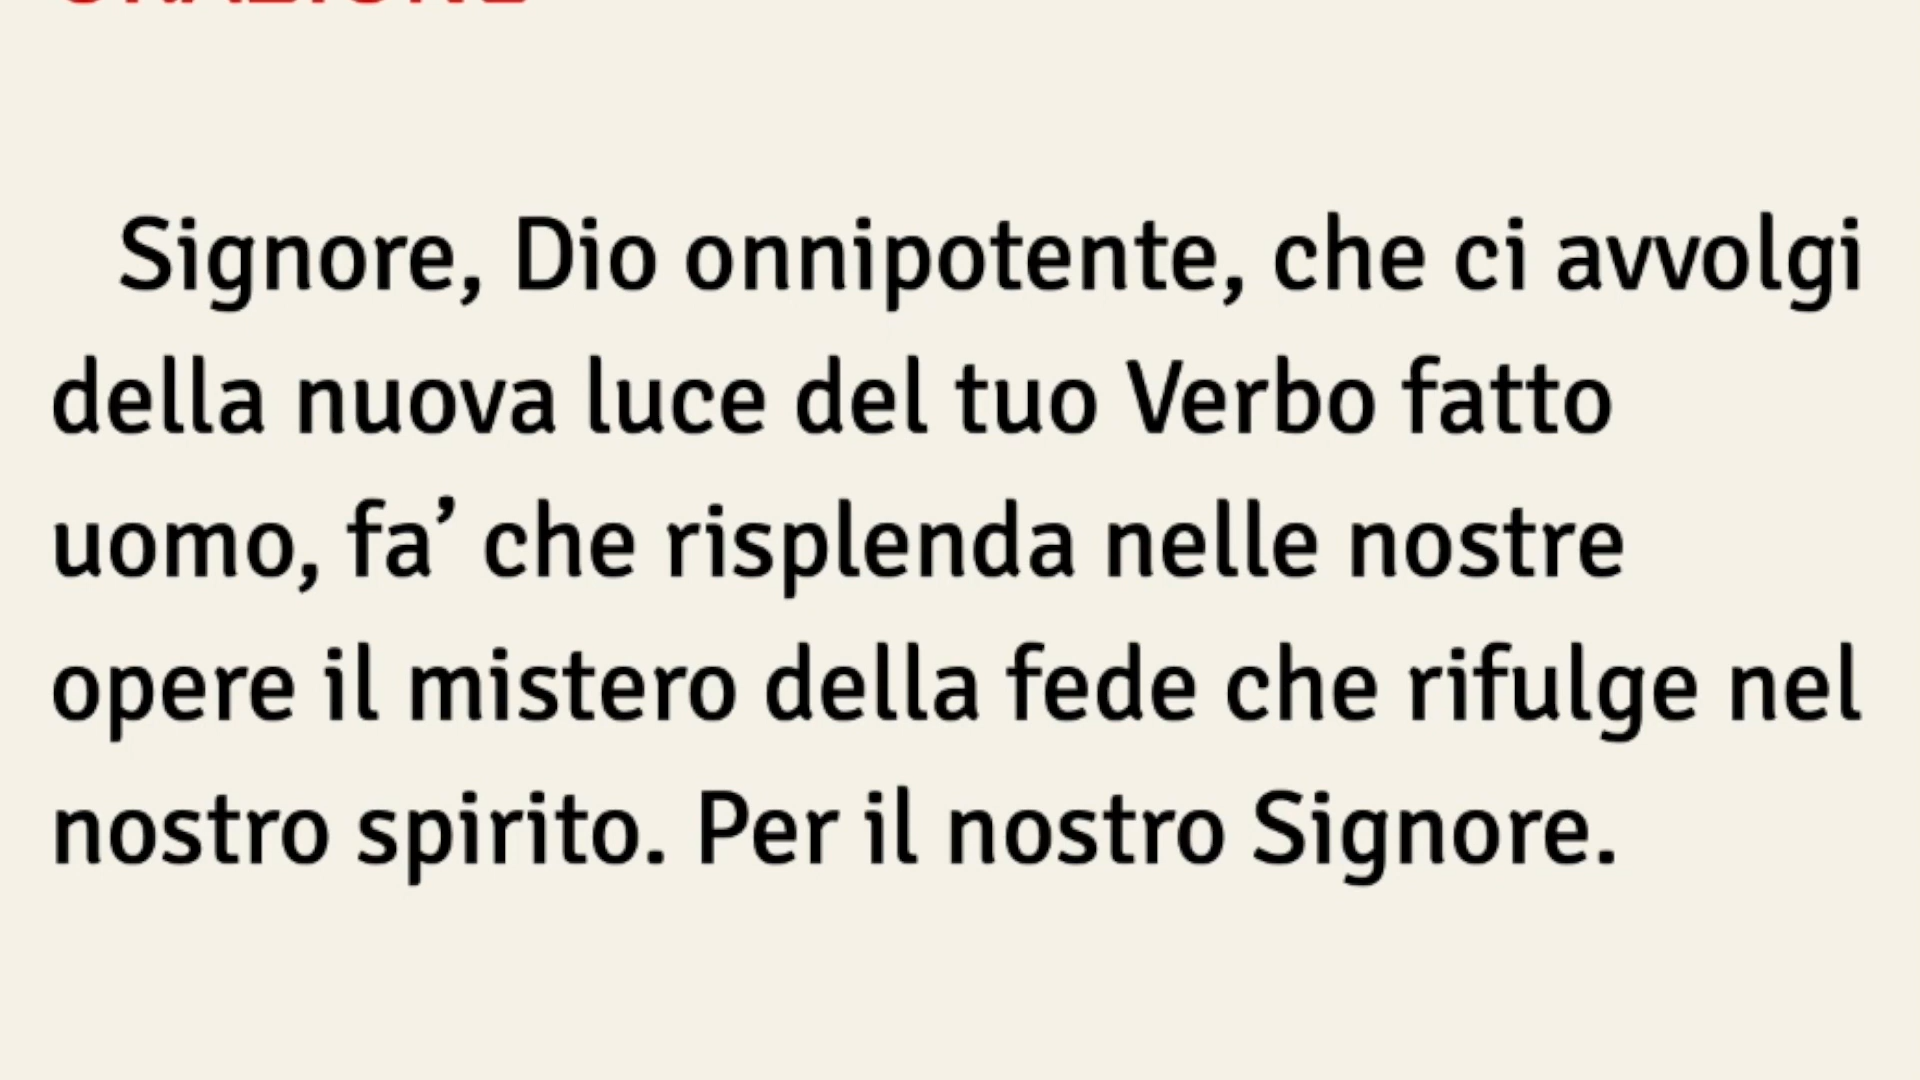 ORAZIONE
Signore, Dio onnipotente, che ci avvolgi
della nuova luce del tuo Verbo fatto
uomo, fa’ che risplenda nelle nostre
opere il mistero della fede che rifulge nel
nostro spirito. Per il nostro Signore.